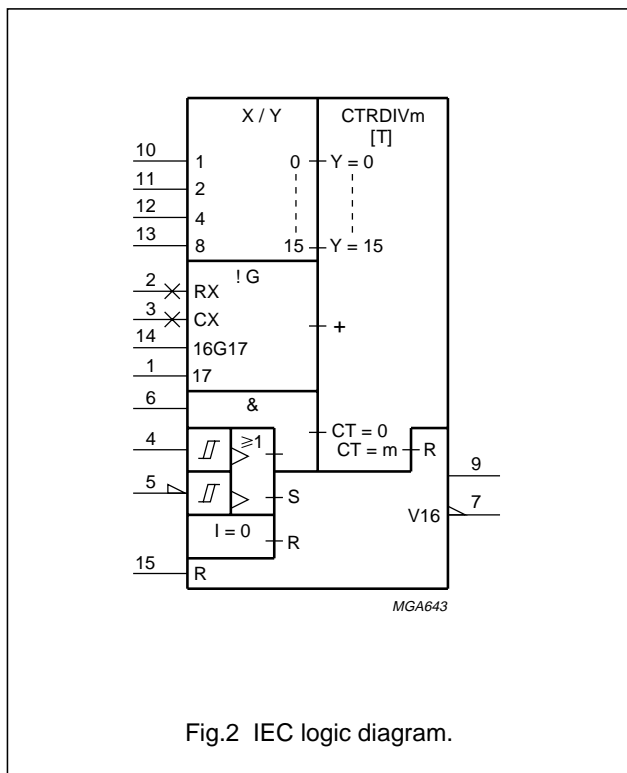 X / Y CTRDIVm
[T]
10 1 0 Y = 0
11 2
12 4
13 8 15 Y = 15
! G
2 RX
3 CX +
14 16G17
1 17
6 &
CT = 0
4 ≥1 CT = m R
9
5 S 7
V16
I = 0
R
15 R
MGA643
Fig.2 IEC logic diagram.